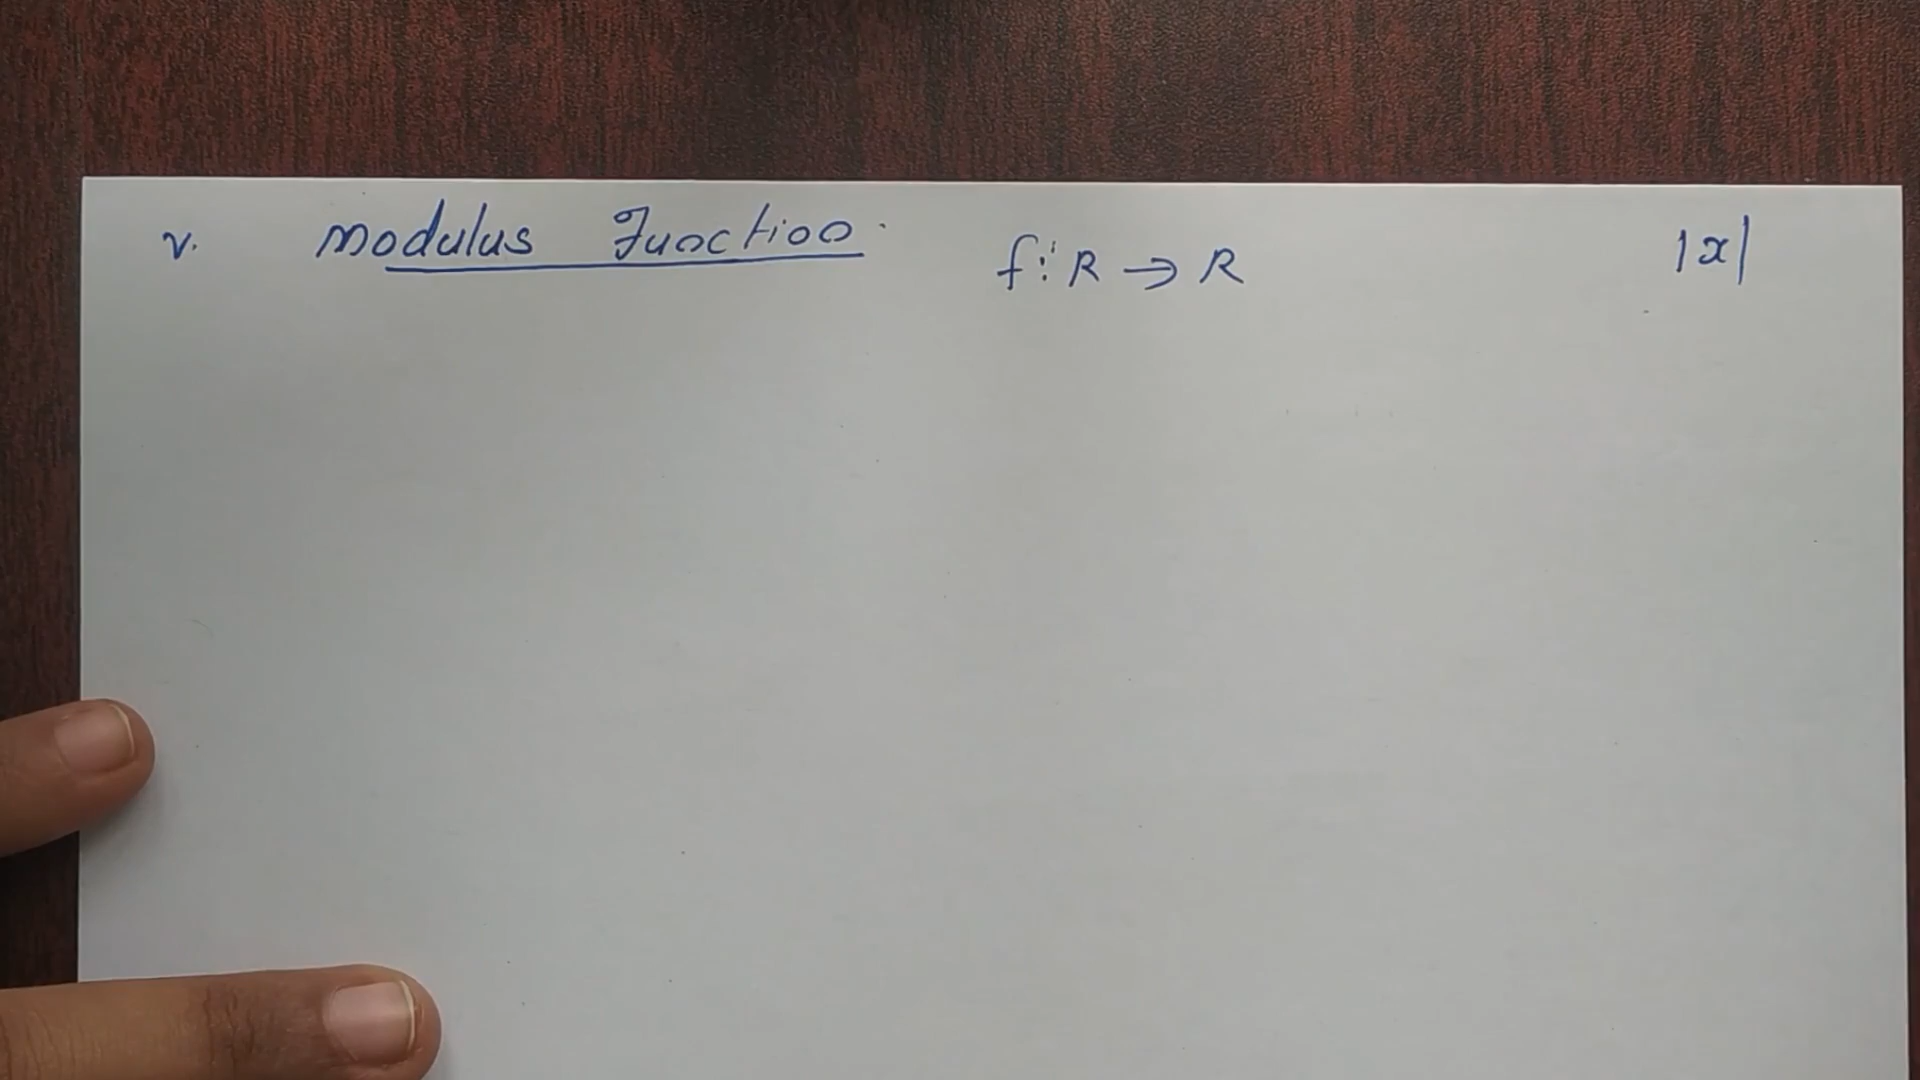 v. Modulus Function. f: R → R |x|